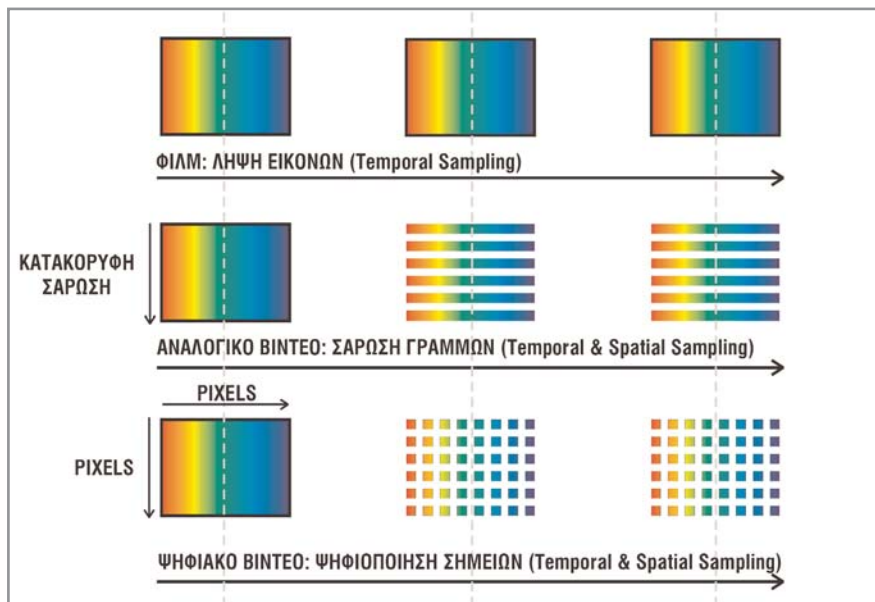 ΦΙΛΜ: ΛΗΨΗ ΕΙΚΟΝΩΝ (Temporal Sampling)
ΚΑΤΑΚΟΡΥΦΗ
ΣΑΡΩΣΗ
ΑΝΑΛΟΓΙΚΟ ΒΙΝΤΕΟ: ΣΑΡΩΣΗ ΓΡΑΜΜΩΝ (Temporal & Spatial Sampling)
PIXELS
PIXELS
ΨΗΦΙΑΚΟ ΒΙΝΤΕΟ: ΨΗΦΙΟΠΟΙΗΣΗ ΣΗΜΕΙΩΝ (Temporal & Spatial Sampling)